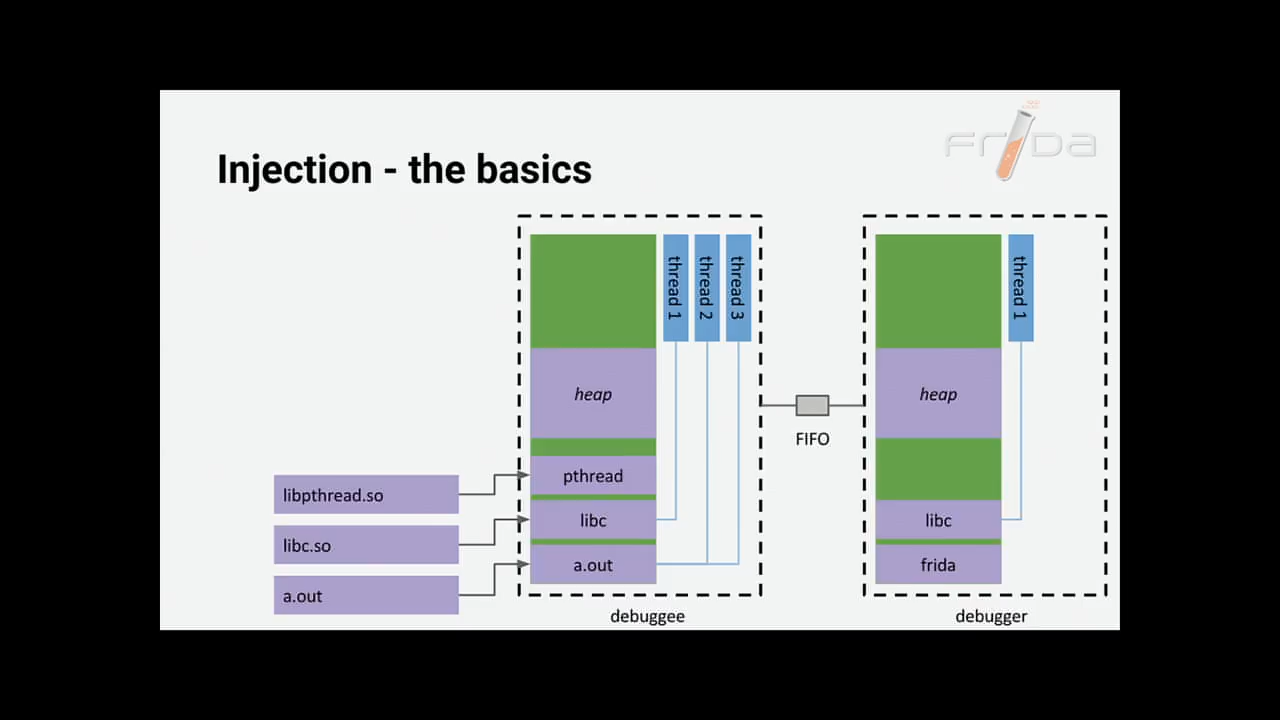 FRIDA
Injection - the basics
thread 1
thread 2
thread 3
thread 1
heap
heap
FIFO
pthread
libpthread.so
libc
libc
libc.so
a.out
frida
a.out
debuggee
debugger